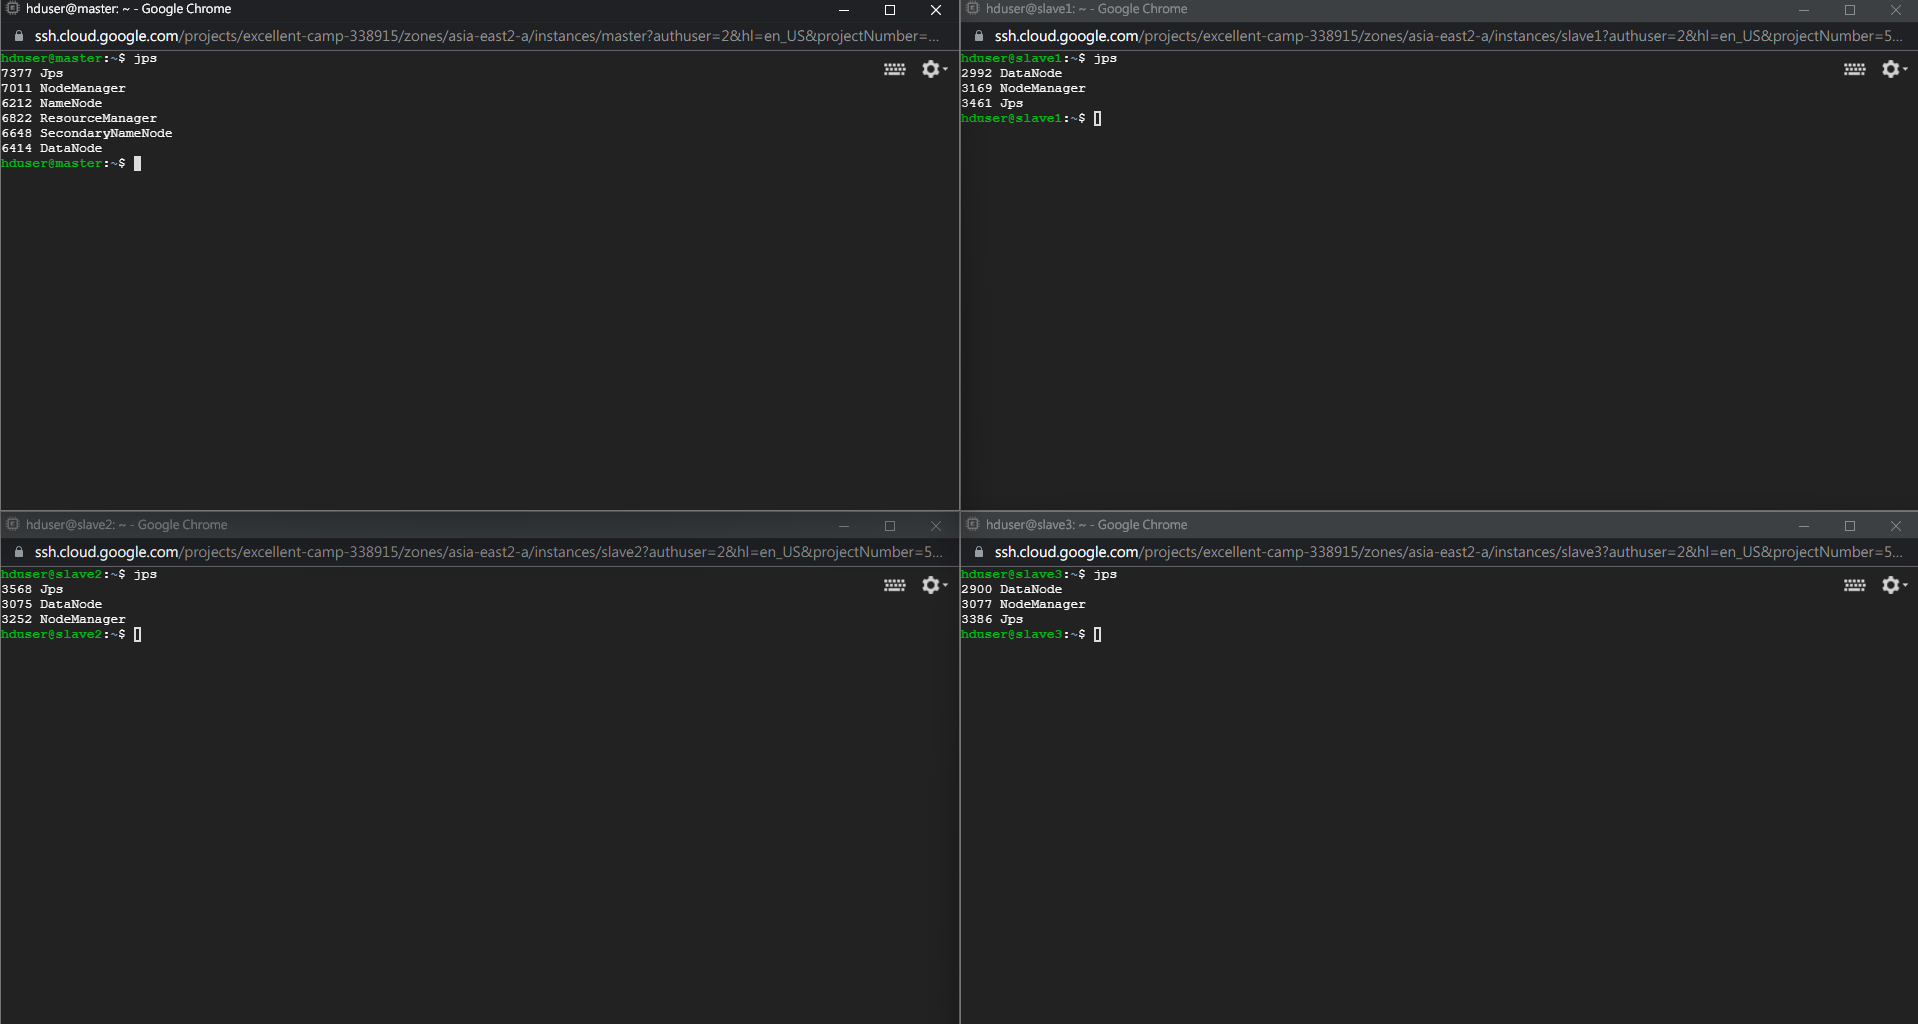 hduser@master: ~ - Google Chrome
ssh.cloud.google.com/projects/excellent-camp-338915/zones/asia-east2-a/instances/master?authuser=2&hl=en_US&projectNumber=...
hduser@master:~$ jps
7377 Jps
7011 NodeManager
6212 NameNode
6822 ResourceManager
6648 SecondaryNameNode
6414 DataNode
hduser@master:~$
hduser@slave1: ~ - Google Chrome
ssh.cloud.google.com/projects/excellent-camp-338915/zones/asia-east2-a/instances/slave1?authuser=2&hl=en_US&projectNumber=5...
hduser@slave1:~$ jps
2992 DataNode
3169 NodeManager
3461 Jps
hduser@slave1:~$
hduser@slave2: ~ - Google Chrome
ssh.cloud.google.com/projects/excellent-camp-338915/zones/asia-east2-a/instances/slave2?authuser=2&hl=en_US&projectNumber=5...
hduser@slave2:~$ jps
3568 Jps
3075 DataNode
3252 NodeManager
hduser@slave2:~$
hduser@slave3: ~ - Google Chrome
ssh.cloud.google.com/projects/excellent-camp-338915/zones/asia-east2-a/instances/slave3?authuser=2&hl=en_US&projectNumber=5...
hduser@slave3:~$ jps
2900 DataNode
3077 NodeManager
3386 Jps
hduser@slave3:~$